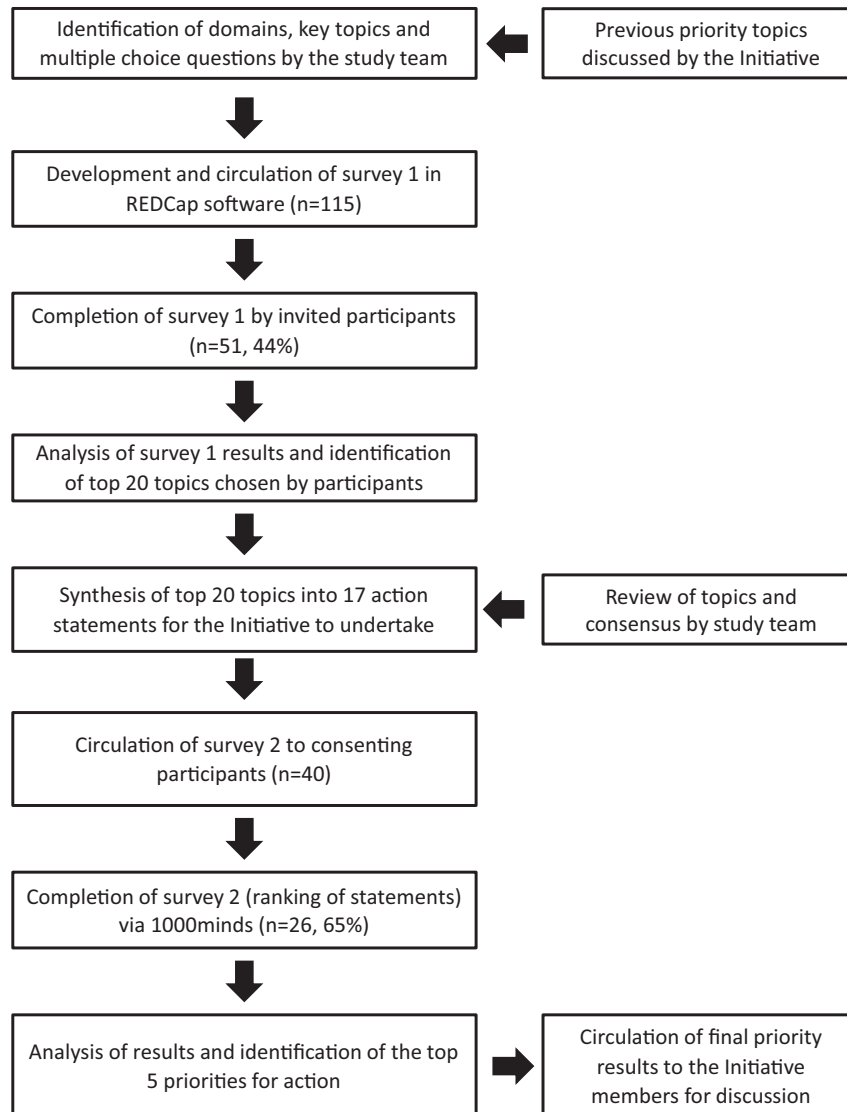 Identification of domains, key topics and
multiple choice questions by the study team
Previous priority topics
discussed by the Initiative
Development and circulation of survey 1 in
REDCap software (n=115)
Completion of survey 1 by invited participants
(n=51, 44%)
Analysis of survey 1 results and identification
of top 20 topics chosen by participants
Synthesis of top 20 topics into 17 action
statements for the Initiative to undertake
Review of topics and
consensus by study team
Circulation of survey 2 to consenting
participants (n=40)
Completion of survey 2 (ranking of statements)
via 1000minds (n=26, 65%)
Analysis of results and identification of the top
5 priorities for action
Circulation of final priority
results to the Initiative
members for discussion